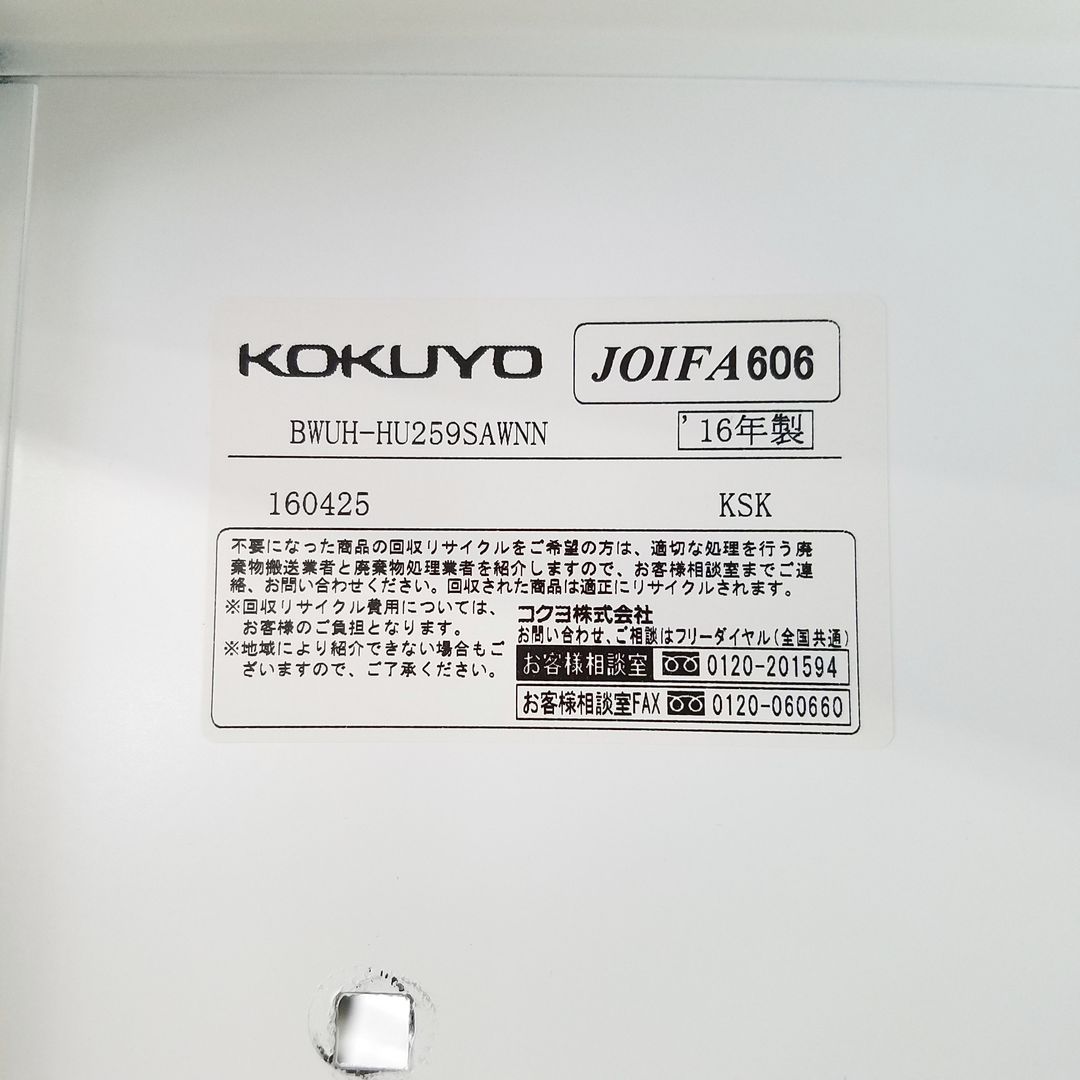 KOKUYO
JOIFA606
BWUH-HU259SAWNN
'16年製
160425
KSK
不要になった商品の回収リサイクルをご希望の方は、適切な処理を行う廃
棄物搬送業者と廃棄物処理業者を紹介しますので、お客様相談室までご連
絡、お問い合わせください。回収された商品は適正にリサイクルされます。
※回収リサイクル費用については、
お客様のご負担となります。
※地域により紹介できない場合もご
ざいますので、ご了承ください。
コクヨ株式会社
お問い合わせ、ご相談はフリーダイヤル(全国共通)
お客様相談室 0120-201594
お客様相談室FAX 0120-060660